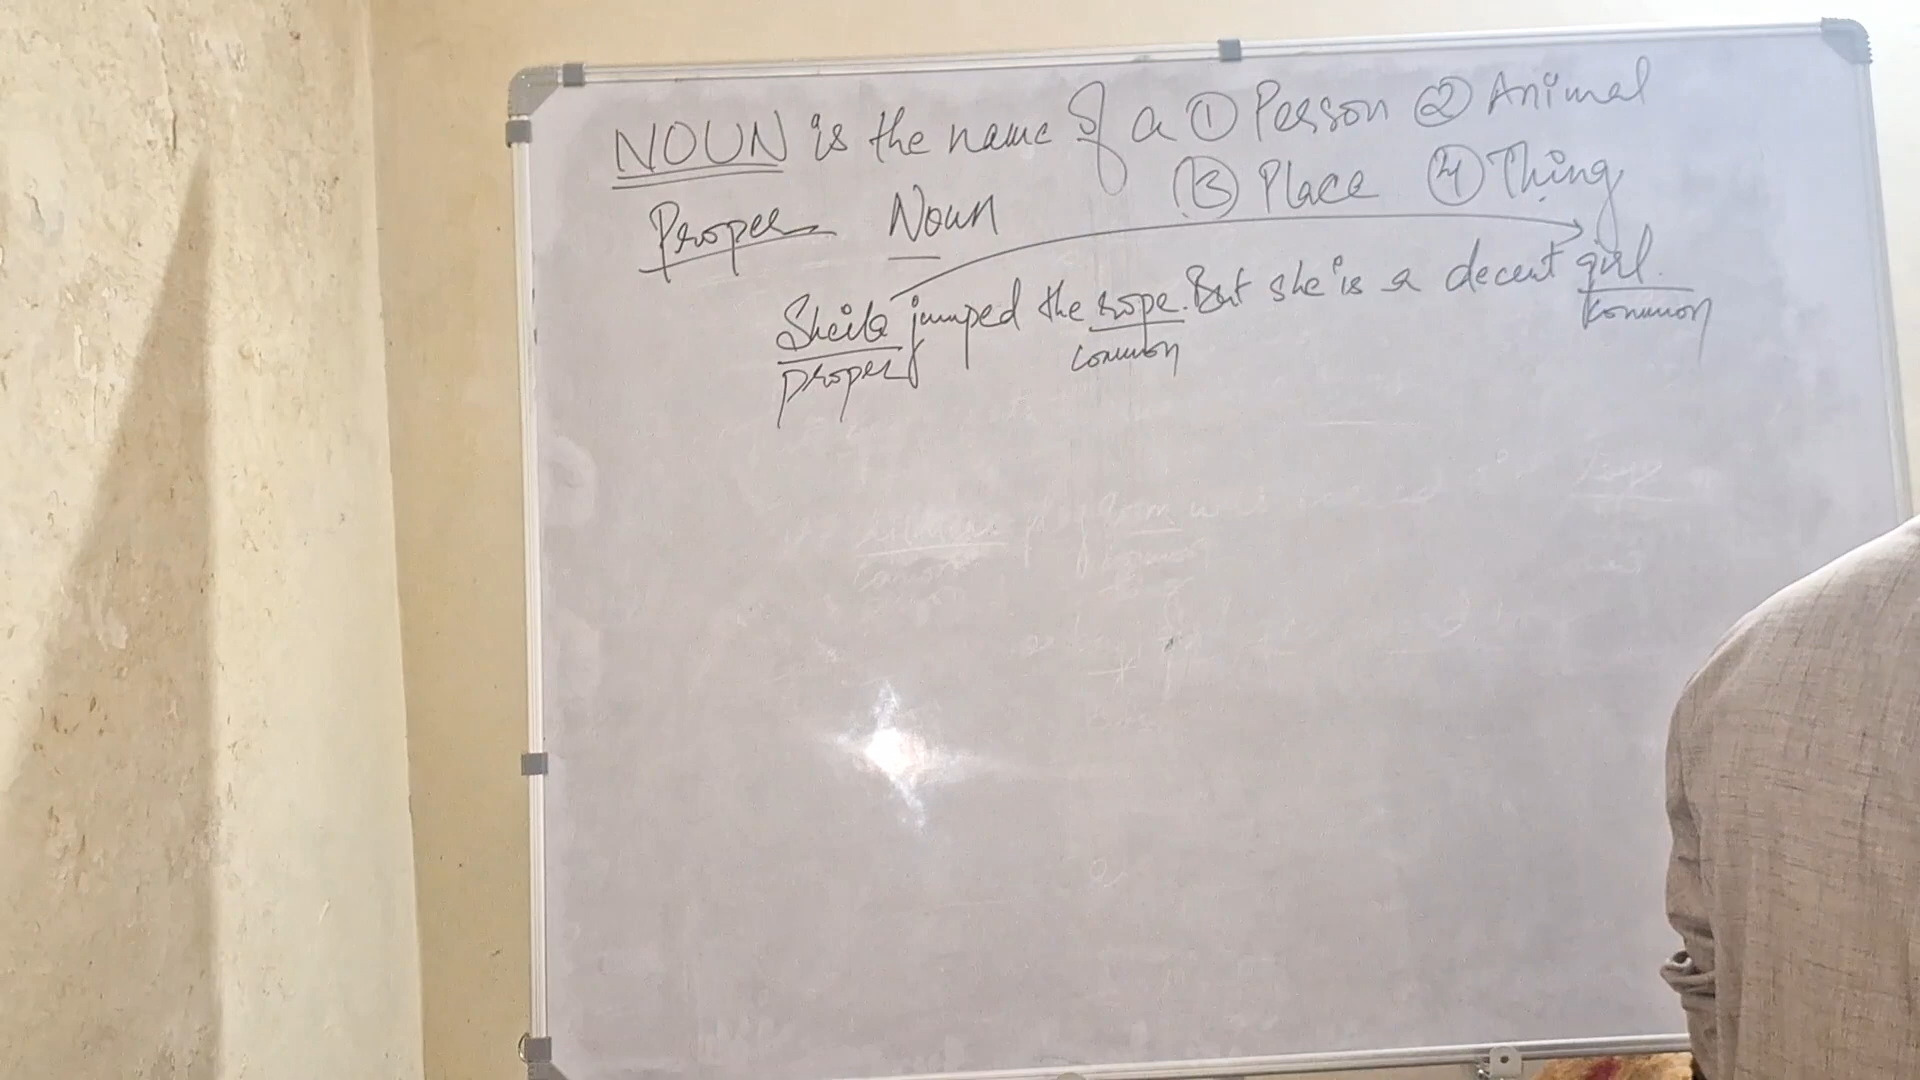 NOUN is the name of a ① Person ② Animal
③ Place ④ Thing
Proper Noun
Sheila jumped the rope. But she is a decent girl.
proper common common